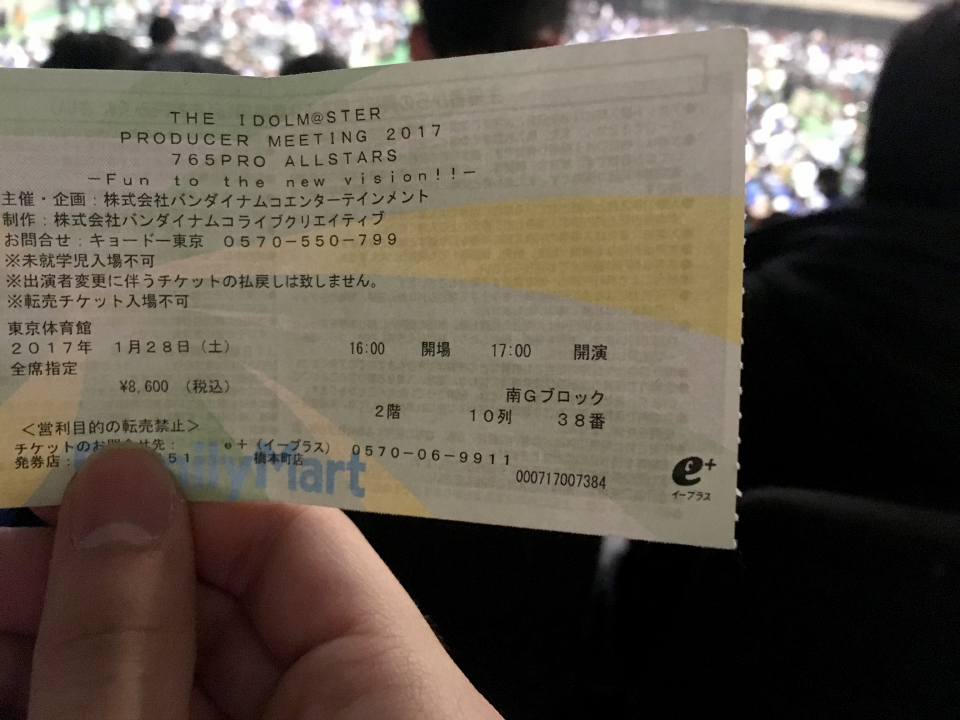 THE IDOLM@STER
PRODUCER MEETING 2017
765PRO ALLSTARS
−Fun to the new vision!!−
主催・企画：株式会社バンダイナムコエンターテインメント
制作：株式会社バンダイナムコライブクリエイティブ
お問合せ：キョードー東京 0570−550−799
※未就学児入場不可
※出演者変更に伴うチケットの払戻しは致しません。
※転売チケット入場不可
東京体育館
2017年 1月28日（土） 16:00 開場 17:00 開演
全席指定
¥8,600 （税込） 南Gブロック
2階 10列 38番
＜営利目的の転売禁止＞
チケットのお問合せ先： e＋（イープラス） 0570−06−9911
発券店： 51 橋本町店
000717007384
FamilyMart
e+
イープラス